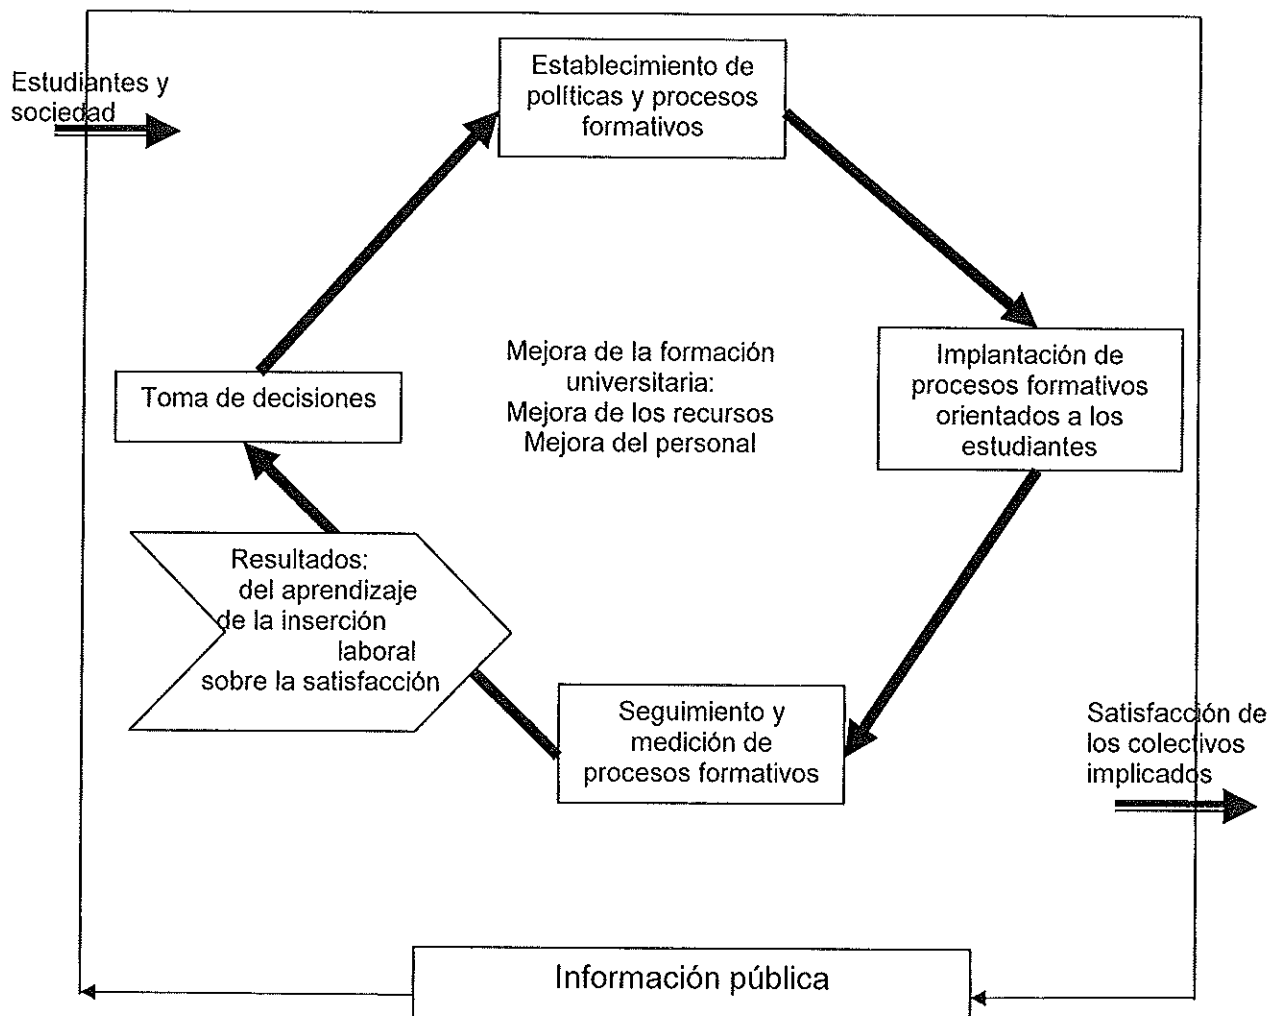 Estudiantes y
sociedad
Establecimiento de
políticas y procesos
formativos
Implantación de
procesos formativos
orientados a los
estudiantes
Mejora de la formación
universitaria:
Mejora de los recursos
Mejora del personal
Toma de decisiones
Resultados:
del aprendizaje
de la inserción
laboral
sobre la satisfacción
Seguimiento y
medición de
procesos formativos
Satisfacción de
los colectivos
implicados
Información pública